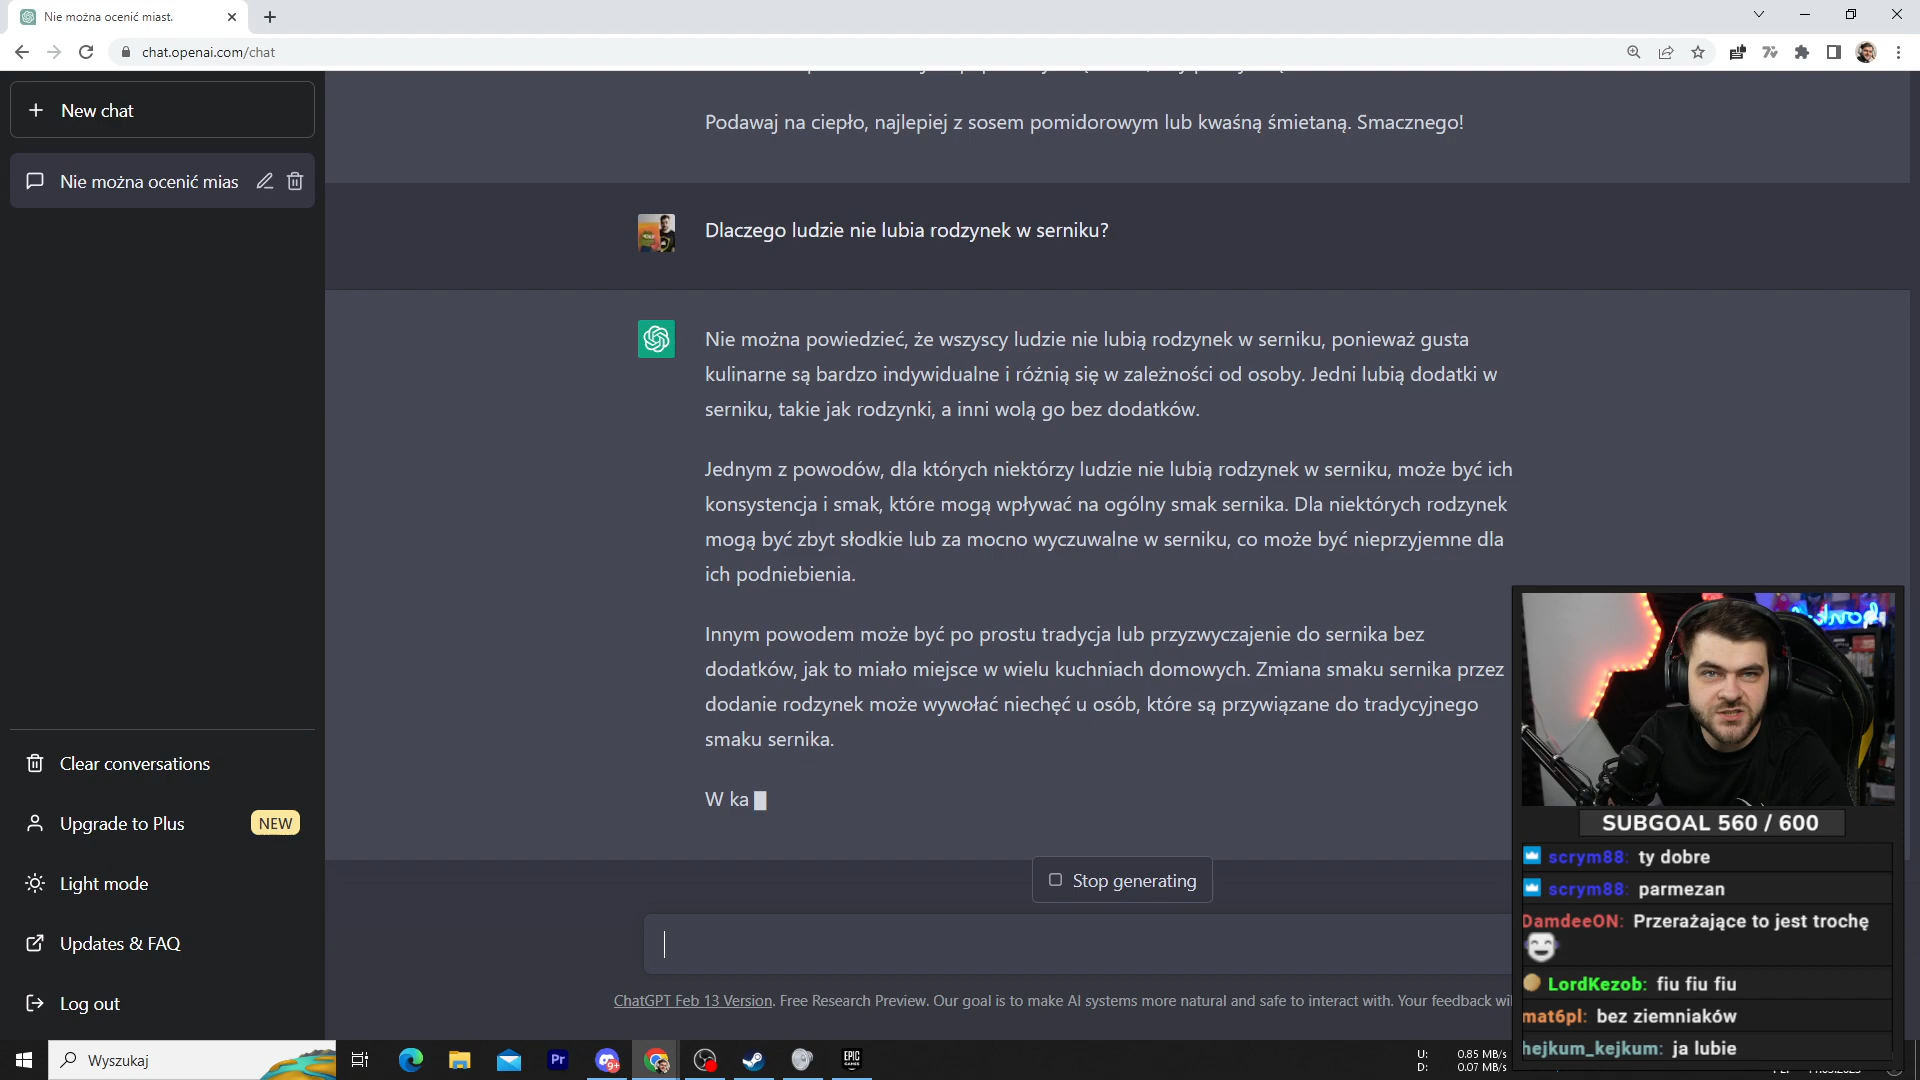 Nie można ocenić miast.
chat.openai.com/chat
New chat
Nie można ocenić mias
Podawaj na ciepło, najlepiej z sosem pomidorowym lub kwaśną śmietaną. Smacznego!
Dlaczego ludzie nie lubia rodzynek w serniku?
Nie można powiedzieć, że wszyscy ludzie nie lubią rodzynek w serniku, ponieważ gusta
kulinarne są bardzo indywidualne i różnią się w zależności od osoby. Jedni lubią dodatki w
serniku, takie jak rodzynki, a inni wolą go bez dodatków.
Jednym z powodów, dla których niektórzy ludzie nie lubią rodzynek w serniku, może być ich
konsystencja i smak, które mogą wpływać na ogólny smak sernika. Dla niektórych rodzynek
mogą być zbyt słodkie lub za mocno wyczuwalne w serniku, co może być nieprzyjemne dla
ich podniebienia.
Innym powodem może być po prostu tradycja lub przyzwyczajenie do sernika bez
dodatków, jak to miało miejsce w wielu kuchniach domowych. Zmiana smaku sernika przez
dodanie rodzynek może wywołać niechęć u osób, które są przywiązane do tradycyjnego
smaku sernika.
W ka
Stop generating
ChatGPT Feb 13 Version. Free Research Preview. Our goal is to make AI systems more natural and safe to interact with. Your feedback wi
Clear conversations
Upgrade to Plus NEW
Light mode
Updates & FAQ
Log out
SUBGOAL 560 / 600
scrym88: ty dobre
scrym88: parmezan
DamdeeON: Przerażające to jest trochę
LordKezob: fiu fiu fiu
mat6pl: bez ziemniaków
hejkum_kejkum: ja lubie
Wyszukaj
Pr
9+
EPIC
GAMES
U: 0.85 MB/s
D: 0.07 MB/s